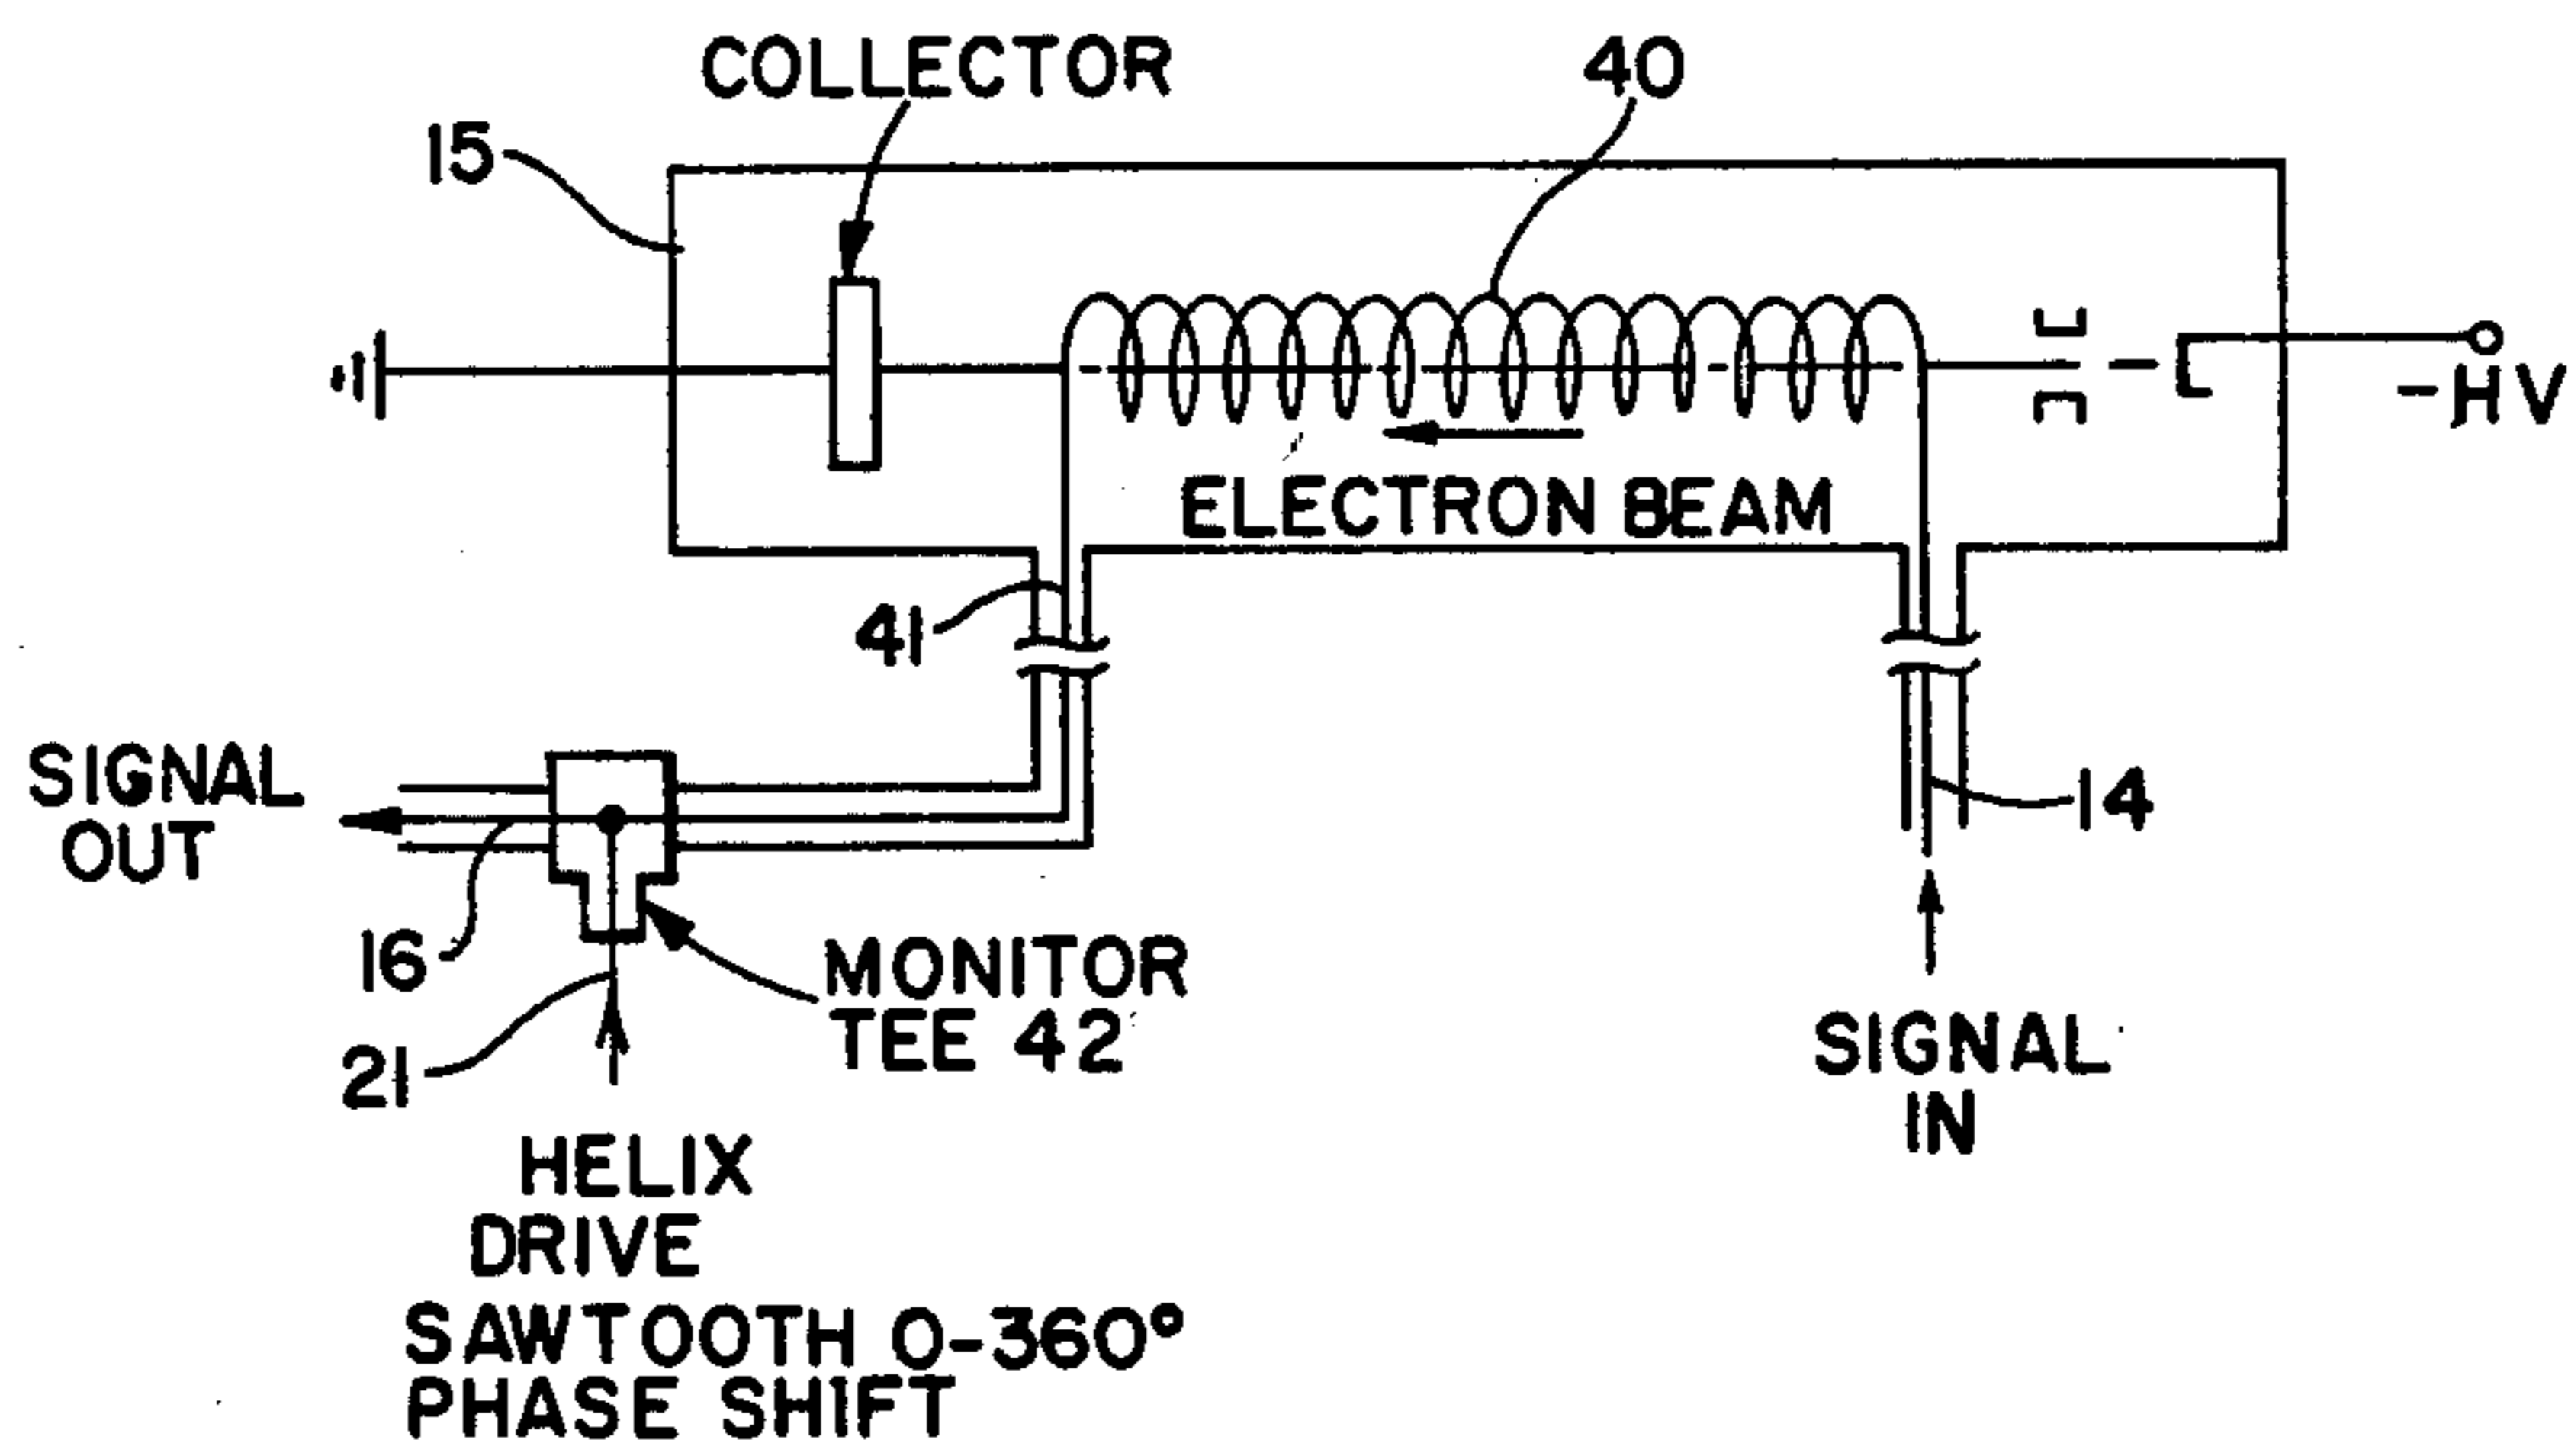 COLLECTOR
40
15
-HV
ELECTRON BEAM
41
SIGNAL
OUT
14
16
MONITOR
TEE 42
21
SIGNAL
IN
HELIX
DRIVE
SAWTOOTH 0-360°
PHASE SHIFT